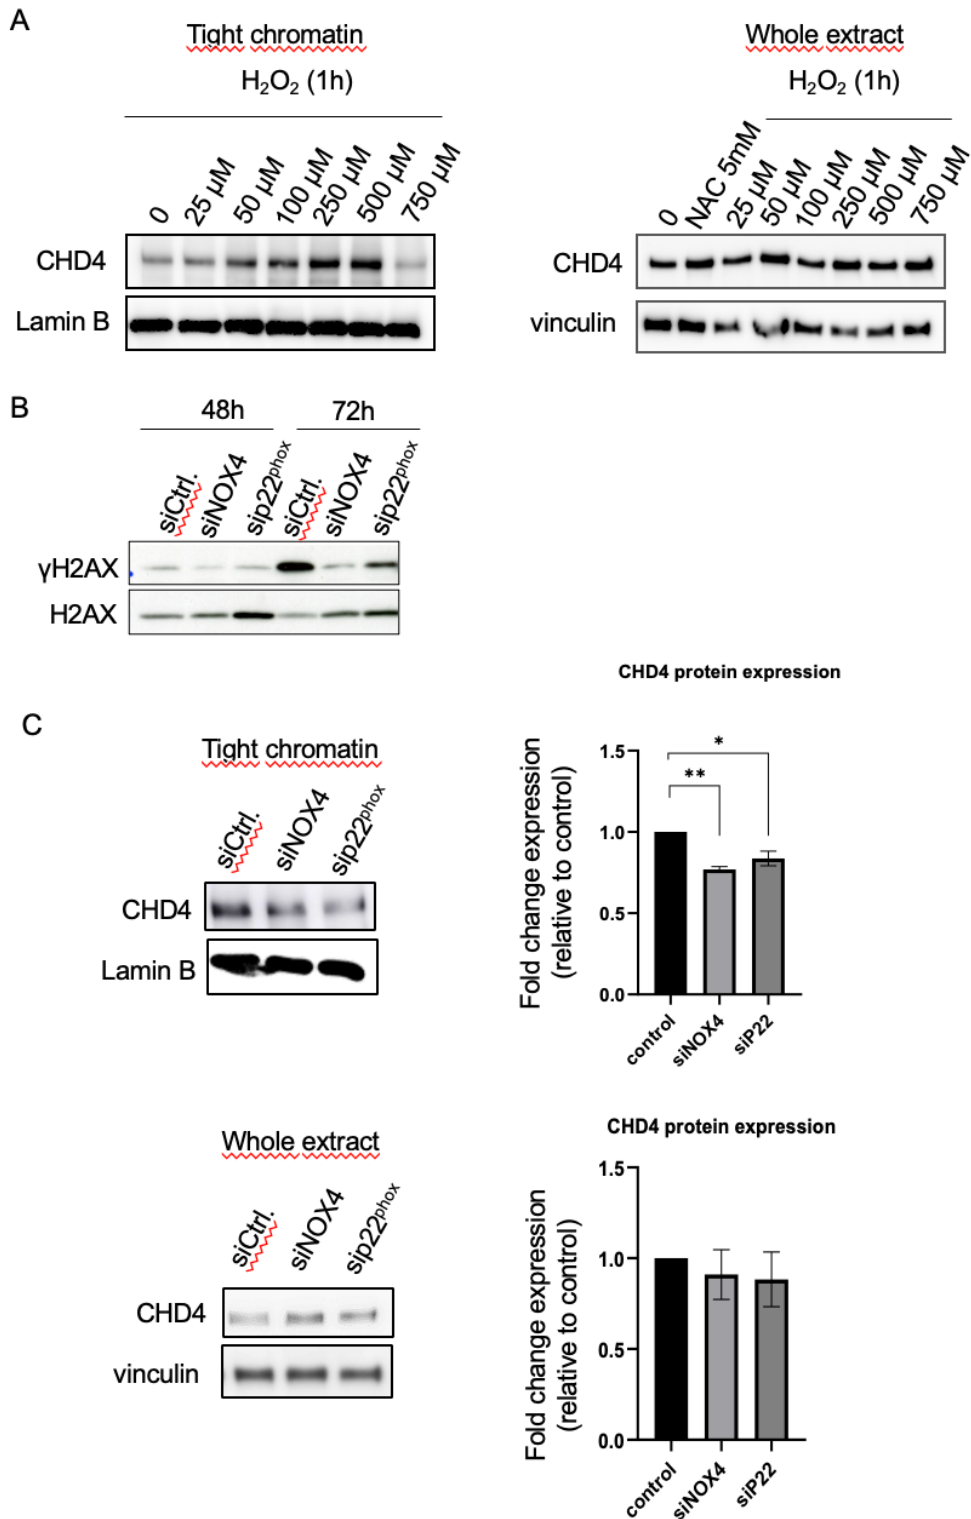 A
Tight chromatin
H₂O₂ (1h)
0 25 µM 50 µM 100 µM 250 µM 500 µM 750 µM
CHD4
Lamin B
Whole extract
H₂O₂ (1h)
0 NAC 5mM 25 µM 50 µM 100 µM 250 µM 500 µM 750 µM
CHD4
vinculin
B
48h 72h
siCtrl. siNOX4 sip22phox siCtrl. siNOX4 sip22phox
γH2AX
H2AX
C
Tight chromatin
siCtrl. siNOX4 sip22phox
CHD4
Lamin B
CHD4 protein expression
Fold change expression
(relative to control)
1.5
1.0
0.5
0.0
*
**
control siNOX4 siP22
Whole extract
siCtrl. siNOX4 sip22phox
CHD4
vinculin
CHD4 protein expression
Fold change expression
(relative to control)
1.5
1.0
0.5
0.0
control siNOX4 siP22